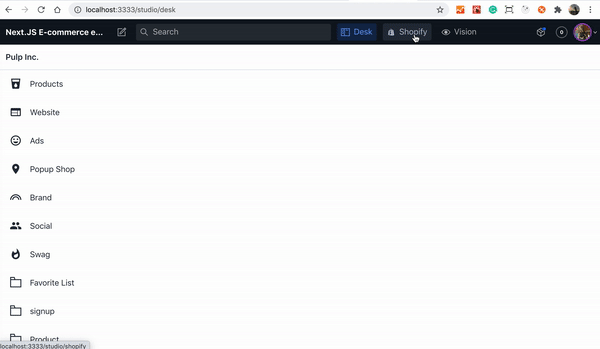 localhost:3333/studio/desk
Next.JS E-commerce e...
Search
Desk
Shopify
Vision
0
Pulp Inc.
Products
Website
Ads
Popup Shop
Brand
Social
Swag
Favorite List
signup
Product
localhost:3333/studio/shopify